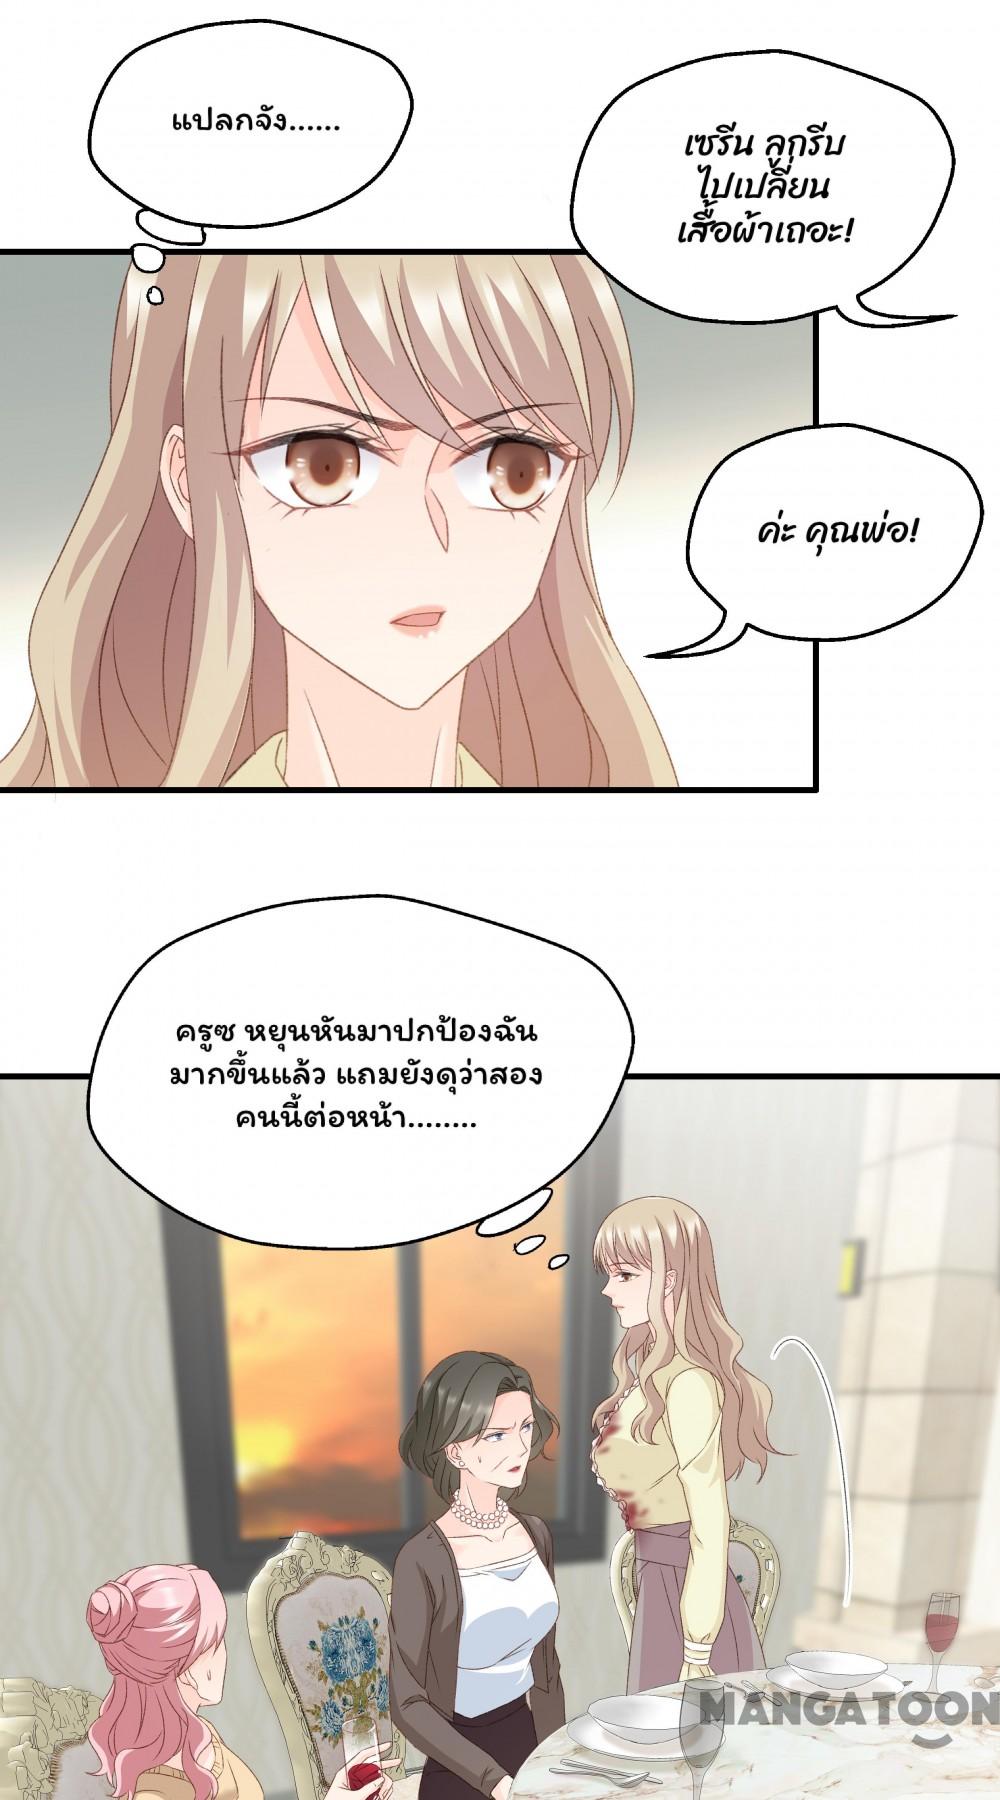 แปลกจัง......
เซรีน ลูกรีบ
ไปเปลี่ยน
เสื้อผ้าเถอะ!
ค่ะ คุณพ่อ!
ครูซ หยุนหันมาปกป้องฉัน
มากขึ้นแล้ว แถมยังดุว่าสอง
คนนี้ต่อหน้า........
MANGATOON